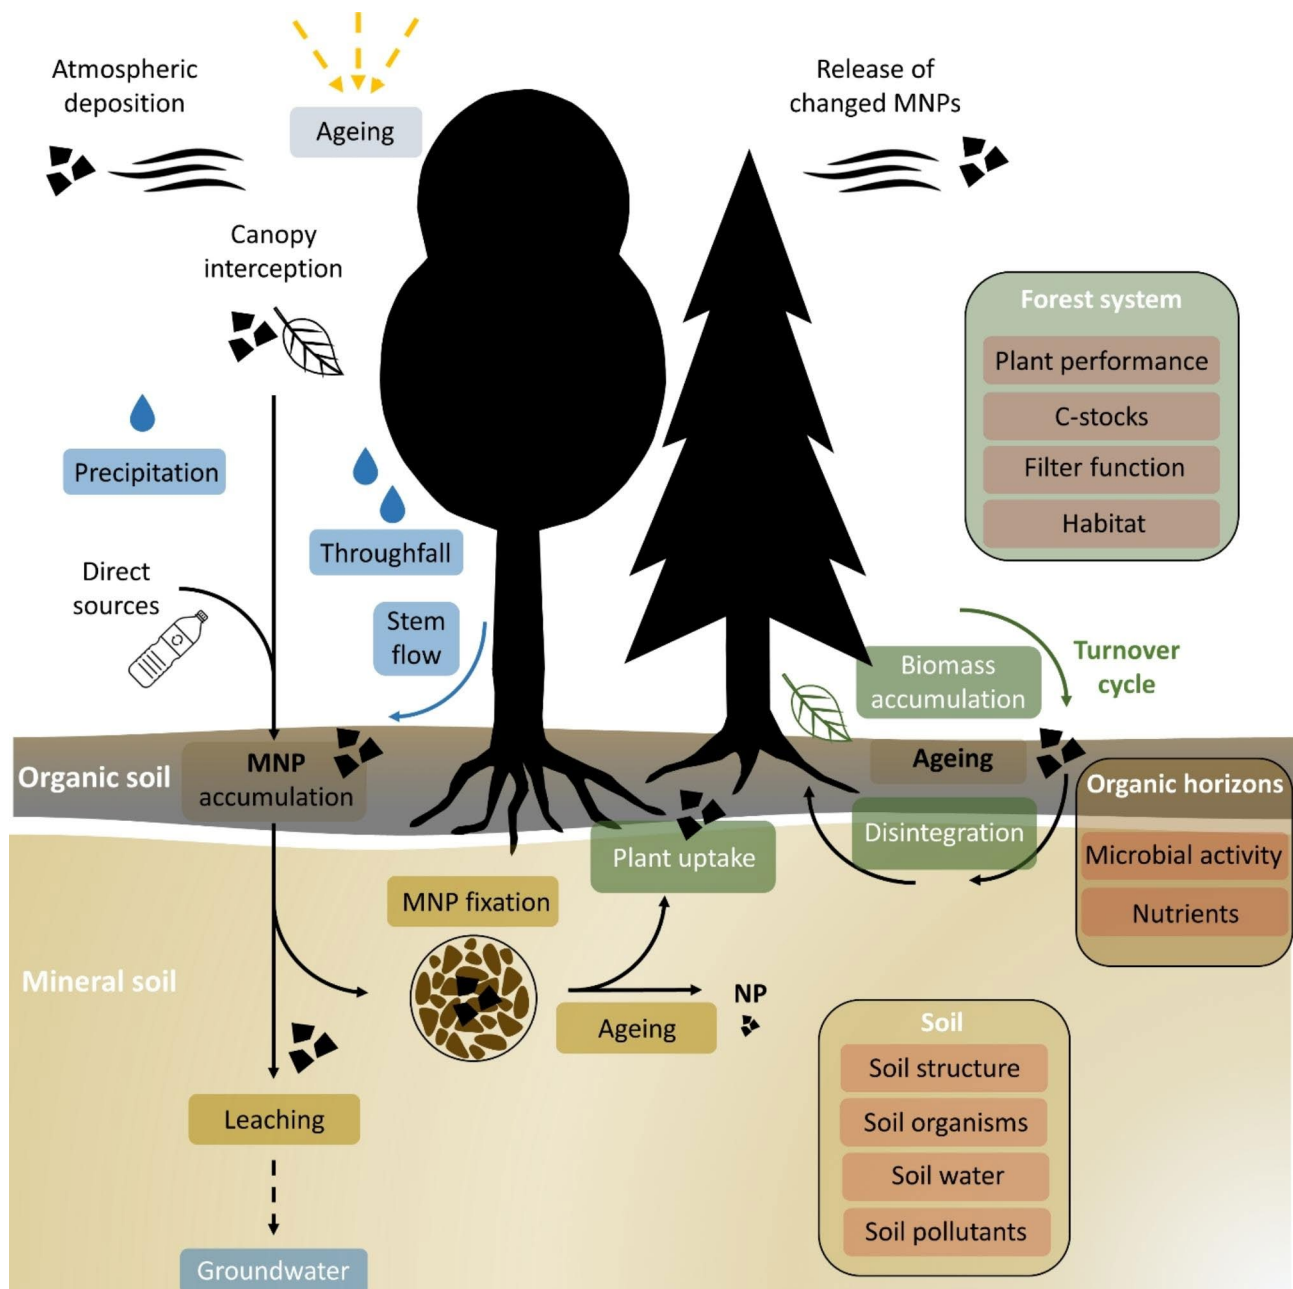 Atmospheric
deposition
Ageing
Release of
changed MNPs
Canopy
interception
Precipitation
Throughfall
Direct
sources
Stem
flow
Forest system
Plant performance
C-stocks
Filter function
Habitat
Biomass
accumulation
Turnover
cycle
Organic soil
MNP
accumulation
Ageing
Disintegration
Organic horizons
Microbial activity
Nutrients
Plant uptake
MNP fixation
Mineral soil
Ageing
NP
Leaching
Groundwater
Soil
Soil structure
Soil organisms
Soil water
Soil pollutants